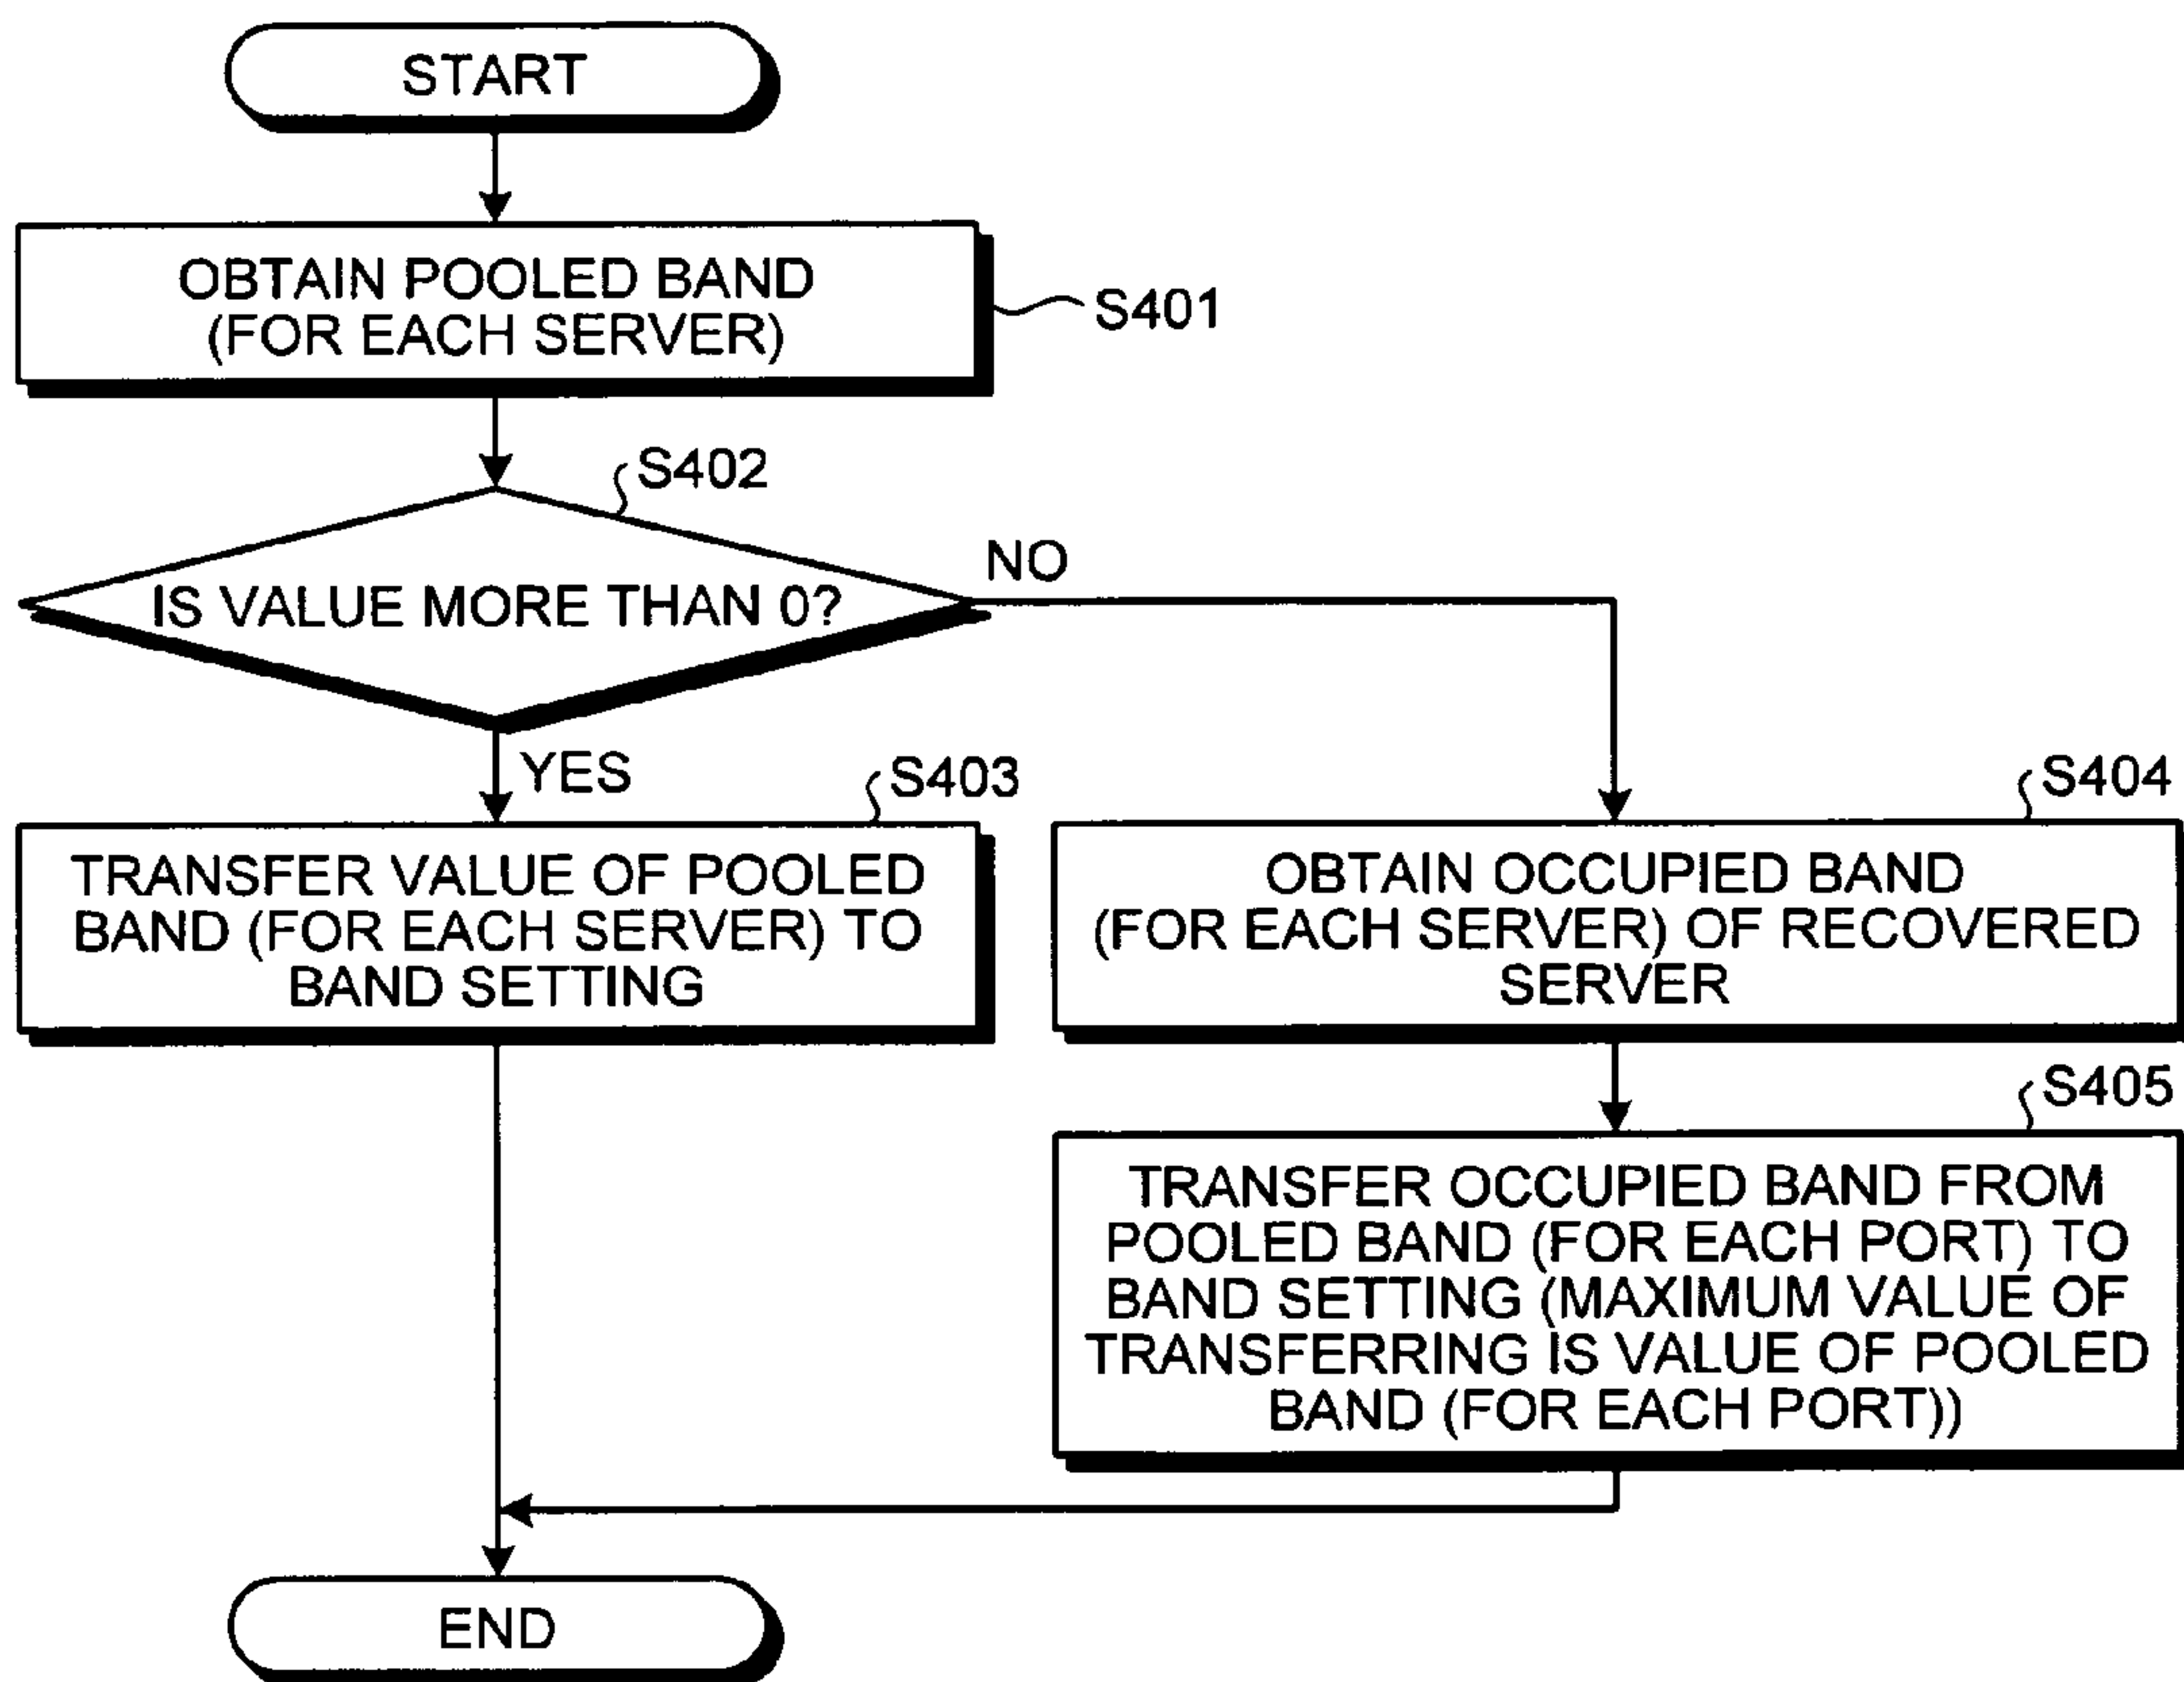 START
OBTAIN POOLED BAND
(FOR EACH SERVER)
S401
S402
IS VALUE MORE THAN 0?
NO
YES
S403
TRANSFER VALUE OF POOLED
BAND (FOR EACH SERVER) TO
BAND SETTING
S404
OBTAIN OCCUPIED BAND
(FOR EACH SERVER) OF RECOVERED
SERVER
S405
TRANSFER OCCUPIED BAND FROM
POOLED BAND (FOR EACH PORT) TO
BAND SETTING (MAXIMUM VALUE OF
TRANSFERRING IS VALUE OF POOLED
BAND (FOR EACH PORT))
END